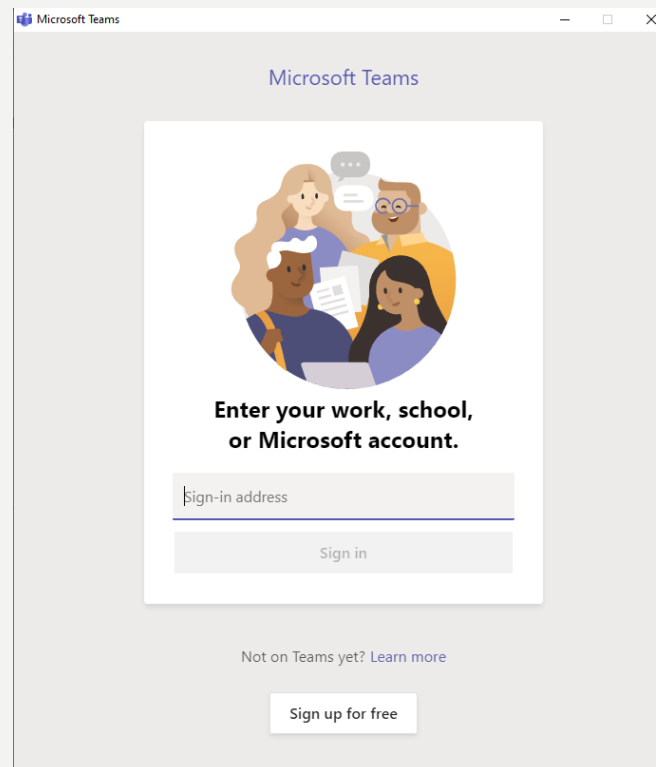 Microsoft Teams
Microsoft Teams
Enter your work, school,
or Microsoft account.
Sign-in address
Sign in
Not on Teams yet? Learn more
Sign up for free